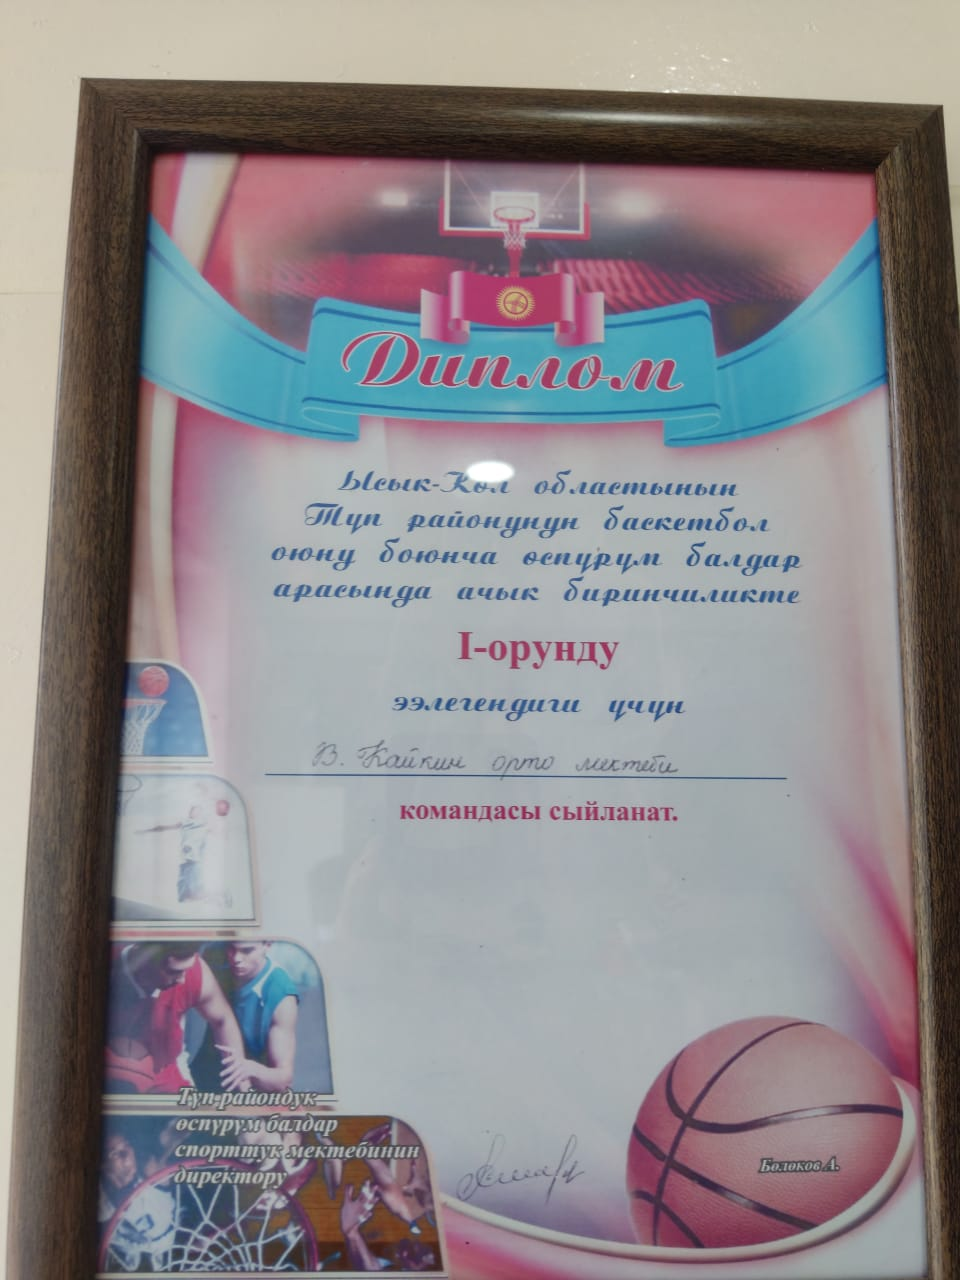 Диплом
Ысык-Көл областынын
Түп районунун баскетбол
оюну боюнча өспүрүм балдар
арасында ачык биринчиликте
I-орунду
ээлегендиги үчүн
В. Кайкин орто мектеби
командасы сыйланат.
Түп райондук
өспүрүм балдар
спорттук мектебинин
директору
Бөлөков А.